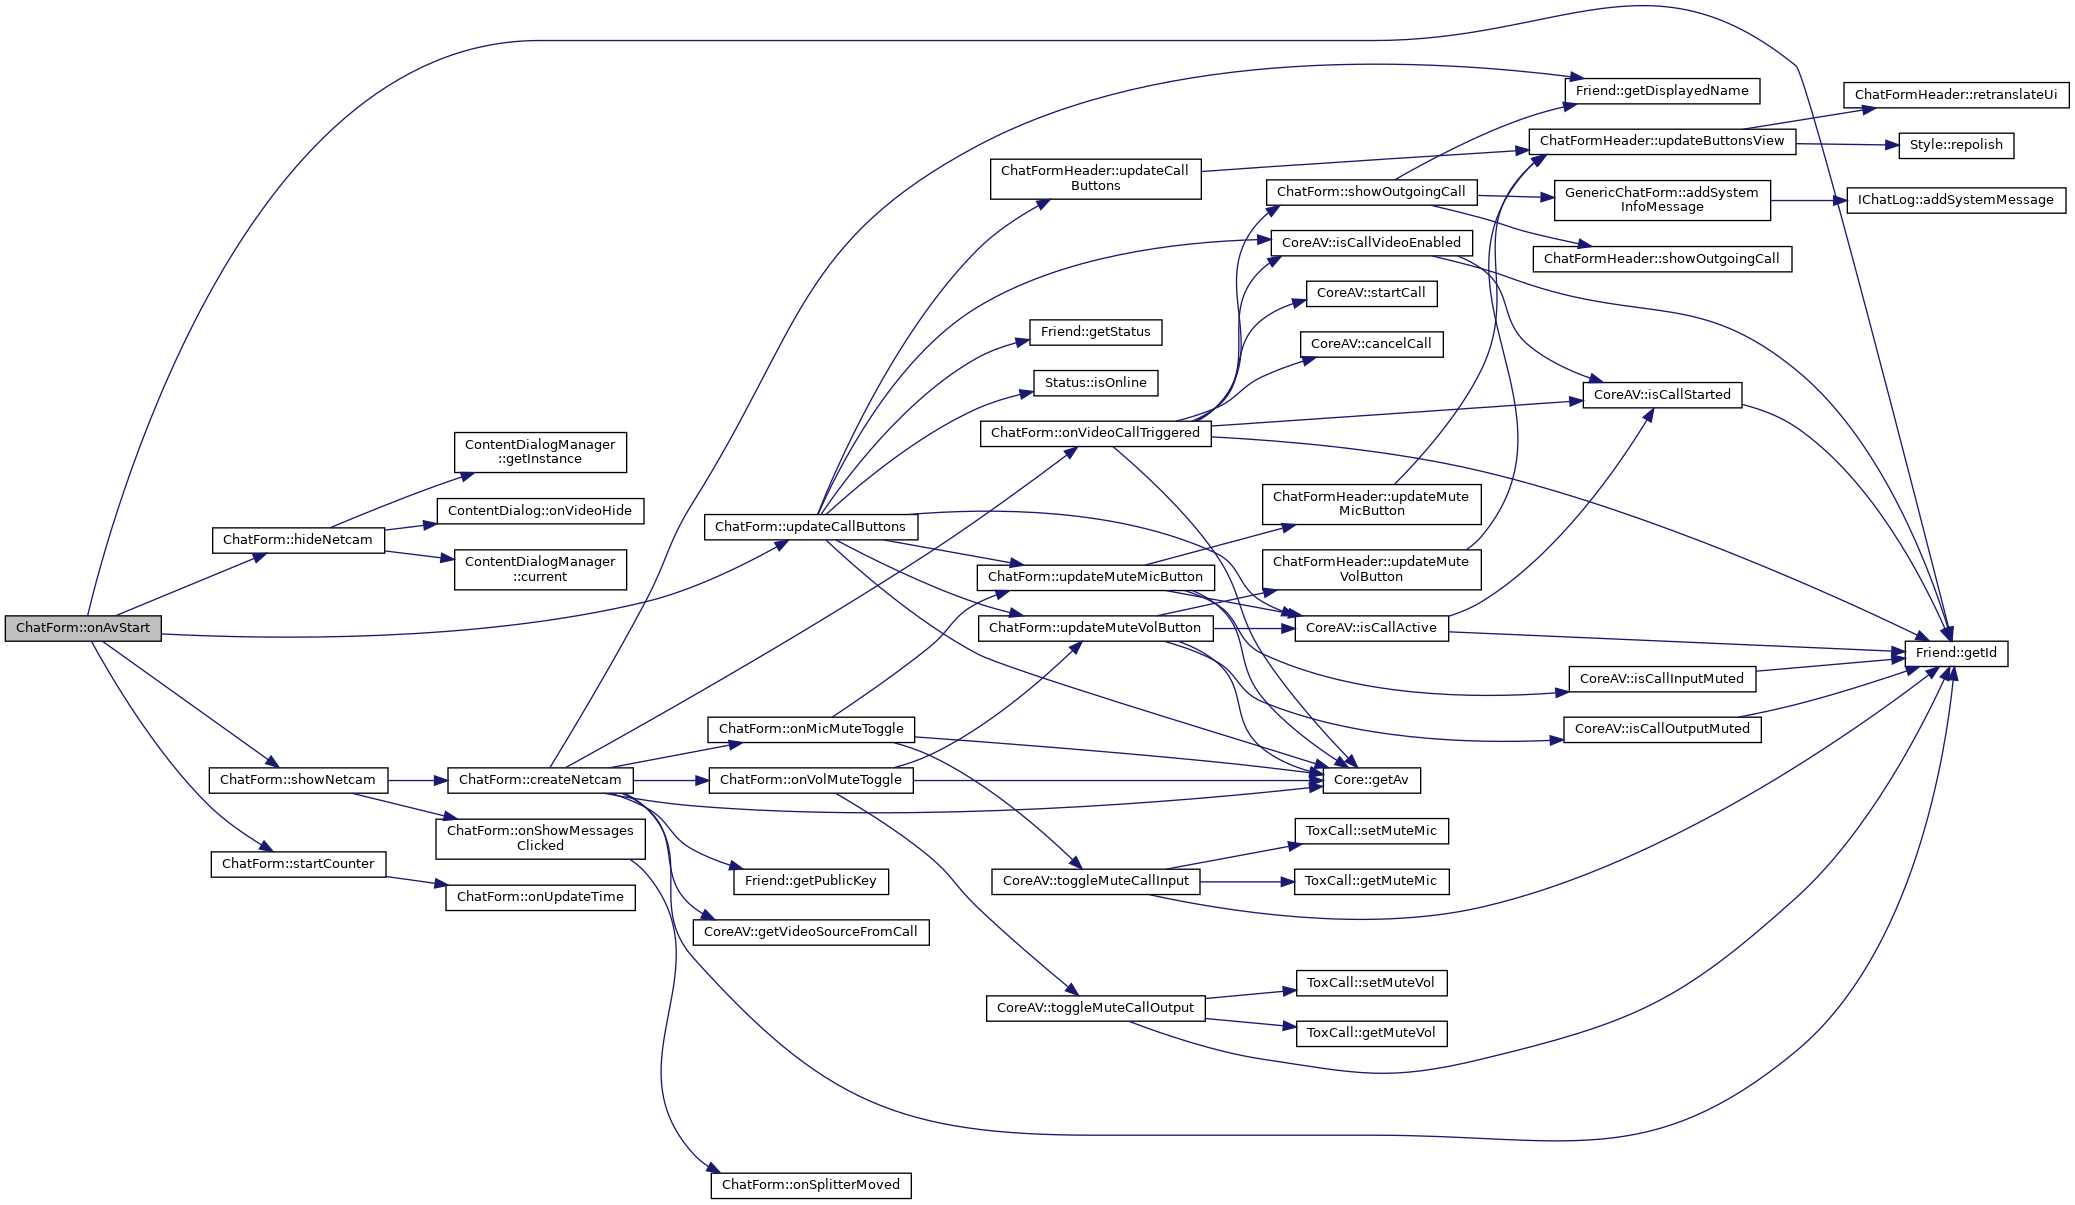 ChatForm::onAvStart
ChatForm::hideNetcam
ChatForm::showNetcam
ChatForm::startCounter
ContentDialogManager
::getInstance
ContentDialog::onVideoHide
ContentDialogManager
::current
ChatForm::createNetcam
ChatForm::onShowMessages
Clicked
ChatForm::onUpdateTime
ChatForm::updateCallButtons
ChatForm::onMicMuteToggle
ChatForm::onVolMuteToggle
Friend::getPublicKey
CoreAV::getVideoSourceFromCall
ChatForm::onSplitterMoved
ChatFormHeader::updateCall
Buttons
Friend::getStatus
Status::isOnline
ChatForm::onVideoCallTriggered
ChatForm::updateMuteMicButton
ChatForm::updateMuteVolButton
CoreAV::toggleMuteCallInput
CoreAV::toggleMuteCallOutput
ChatForm::showOutgoingCall
CoreAV::isCallVideoEnabled
CoreAV::startCall
CoreAV::cancelCall
ChatFormHeader::updateMute
MicButton
ChatFormHeader::updateMute
VolButton
CoreAV::isCallActive
Core::getAv
ToxCall::setMuteMic
ToxCall::getMuteMic
ToxCall::setMuteVol
ToxCall::getMuteVol
Friend::getDisplayedName
ChatFormHeader::updateButtonsView
GenericChatForm::addSystem
InfoMessage
ChatFormHeader::showOutgoingCall
CoreAV::isCallStarted
CoreAV::isCallInputMuted
CoreAV::isCallOutputMuted
ChatFormHeader::retranslateUi
Style::repolish
IChatLog::addSystemMessage
Friend::getId